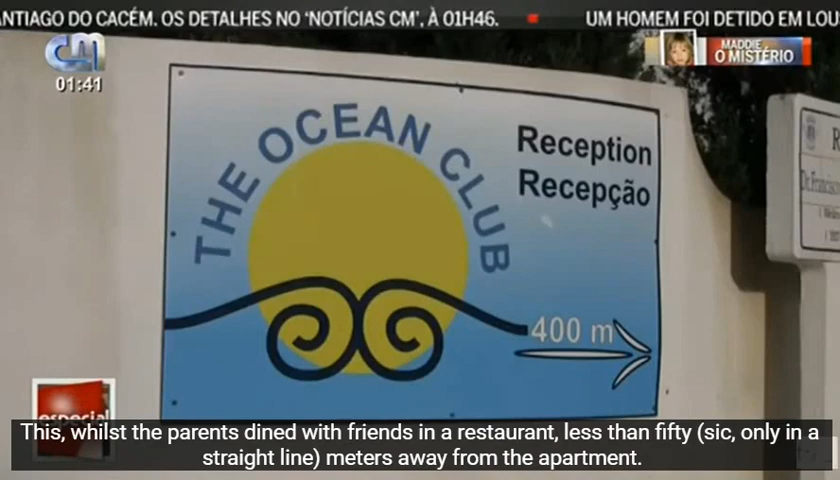 ANTIAGO DO CACÉM. OS DETALHES NO 'NOTÍCIAS CM', À 01H46.
UM HOMEM FOI DETIDO EM LOU
CM
01:41
MADDIE
O MISTÉRIO
THE OCEAN CLUB
Reception
Recepção
400 m
R
Dr. Francisco
especial
This, whilst the parents dined with friends in a restaurant, less than fifty (sic, only in a
straight line) meters away from the apartment.